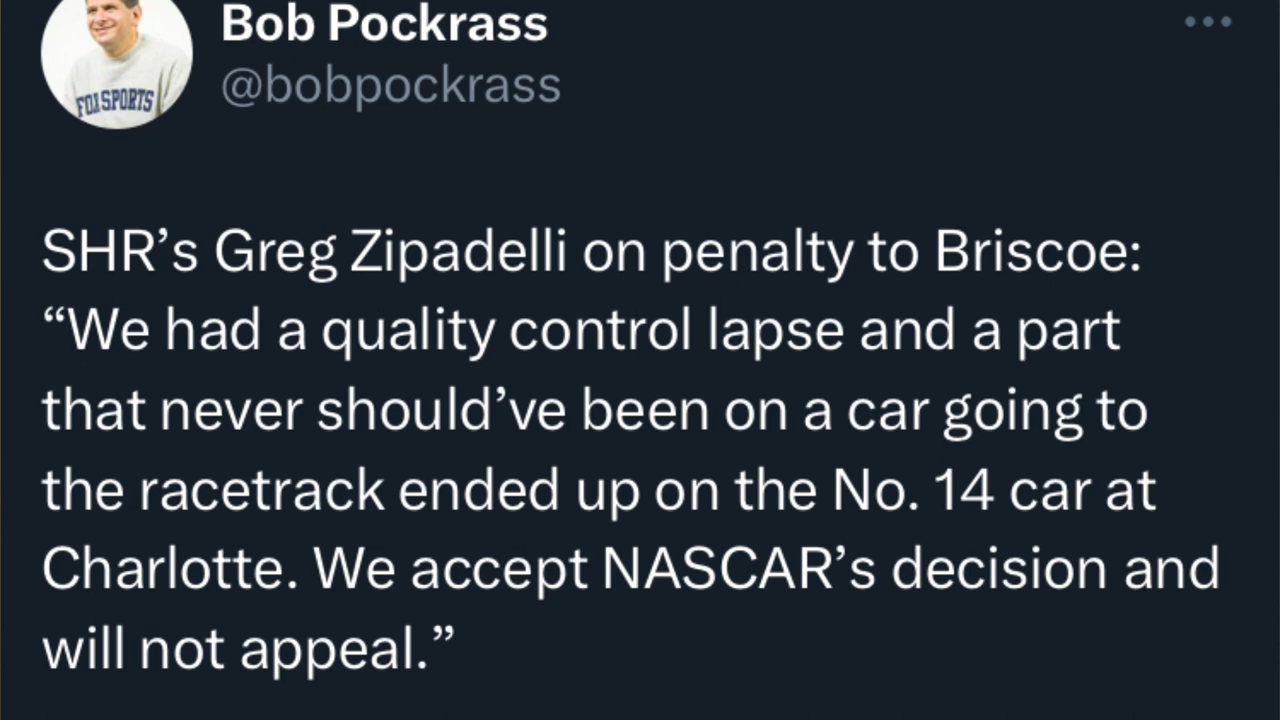 Bob Pockrass
@bobpockrass
FOX SPORTS
SHR’s Greg Zipadelli on penalty to Briscoe:
“We had a quality control lapse and a part
that never should’ve been on a car going to
the racetrack ended up on the No. 14 car at
Charlotte. We accept NASCAR’s decision and
will not appeal.”